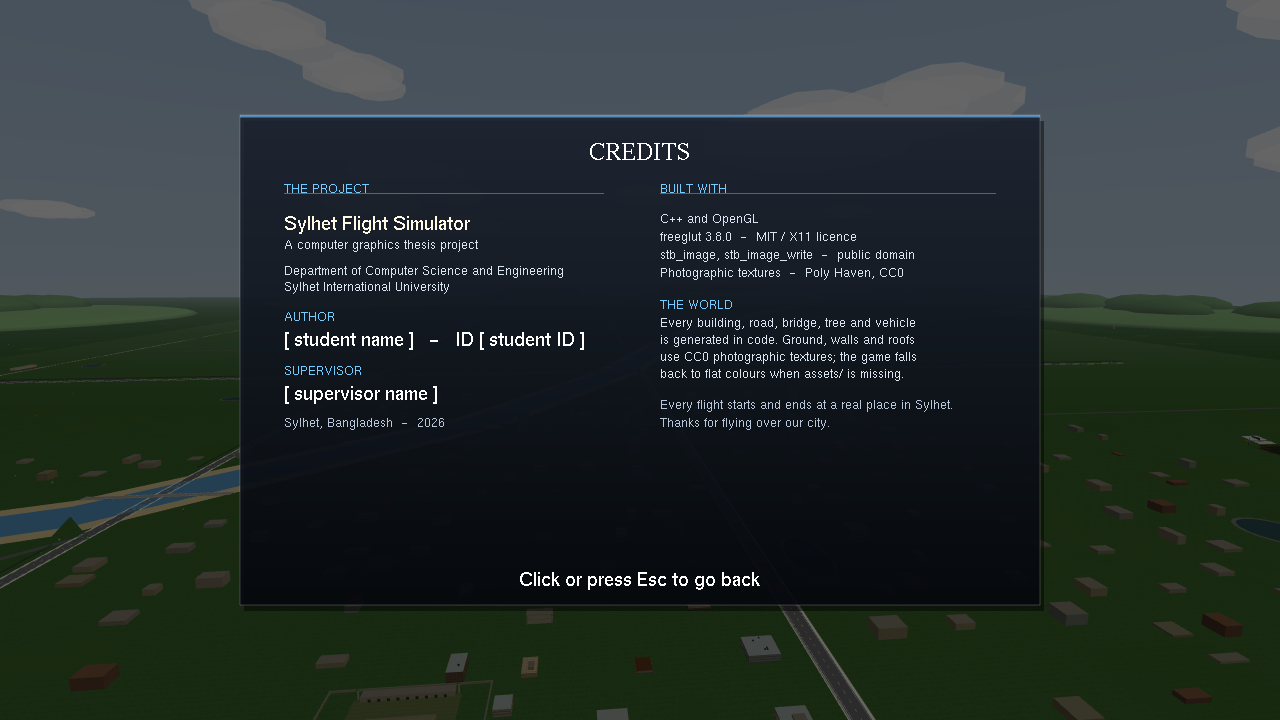 CREDITS
THE PROJECT
Sylhet Flight Simulator
A computer graphics thesis project
Department of Computer Science and Engineering
Sylhet International University
AUTHOR
[ student name ]  –  ID [ student ID ]
SUPERVISOR
[ supervisor name ]
Sylhet, Bangladesh  –  2026
BUILT WITH
C++ and OpenGL
freeglut 3.8.0  –  MIT / X11 licence
stb_image, stb_image_write  –  public domain
Photographic textures  –  Poly Haven, CC0
THE WORLD
Every building, road, bridge, tree and vehicle
is generated in code. Ground, walls and roofs
use CC0 photographic textures; the game falls
back to flat colours when assets/ is missing.
Every flight starts and ends at a real place in Sylhet.
Thanks for flying over our city.
Click or press Esc to go back